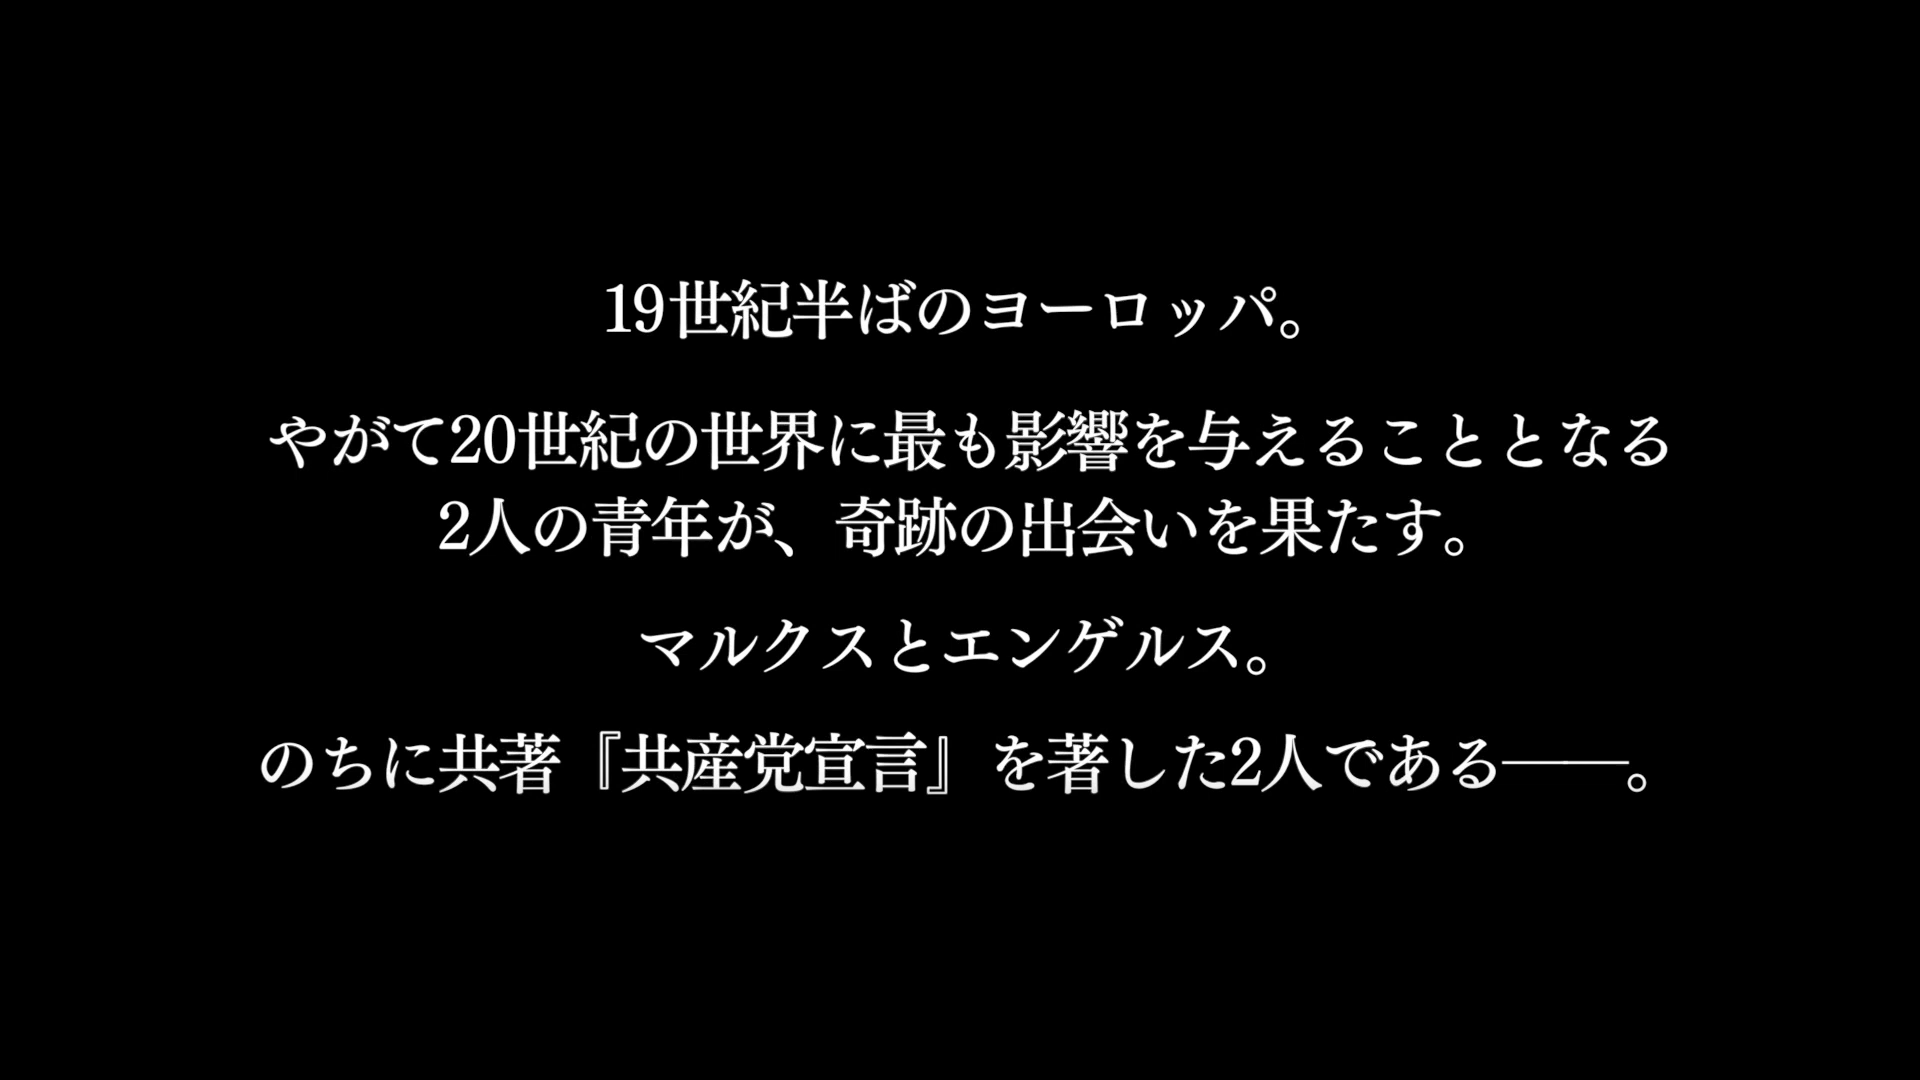 19世紀半ばのヨーロッパ。
やがて20世紀の世界に最も影響を与えることとなる
2人の青年が、奇跡の出会いを果たす。
マルクスとエンゲルス。
のちに共著『共産党宣言』を著した2人である――。